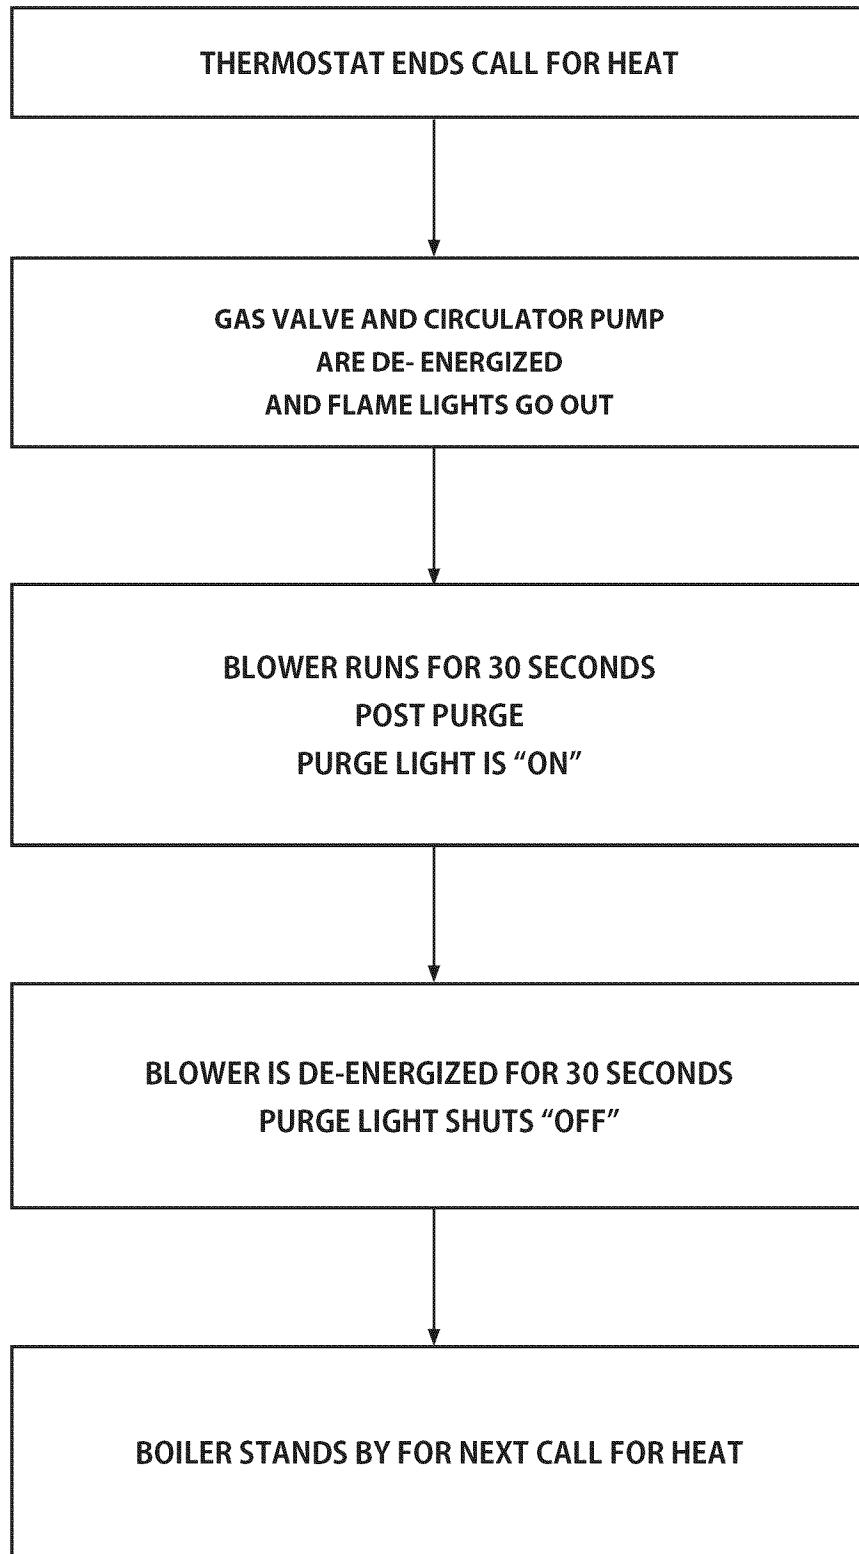 THERMOSTAT ENDS CALL FOR HEAT
GAS VALVE AND CIRCULATOR PUMP
ARE DE- ENERGIZED
AND FLAME LIGHTS GO OUT
BLOWER RUNS FOR 30 SECONDS
POST PURGE
PURGE LIGHT IS “ON”
BLOWER IS DE-ENERGIZED FOR 30 SECONDS
PURGE LIGHT SHUTS “OFF”
BOILER STANDS BY FOR NEXT CALL FOR HEAT